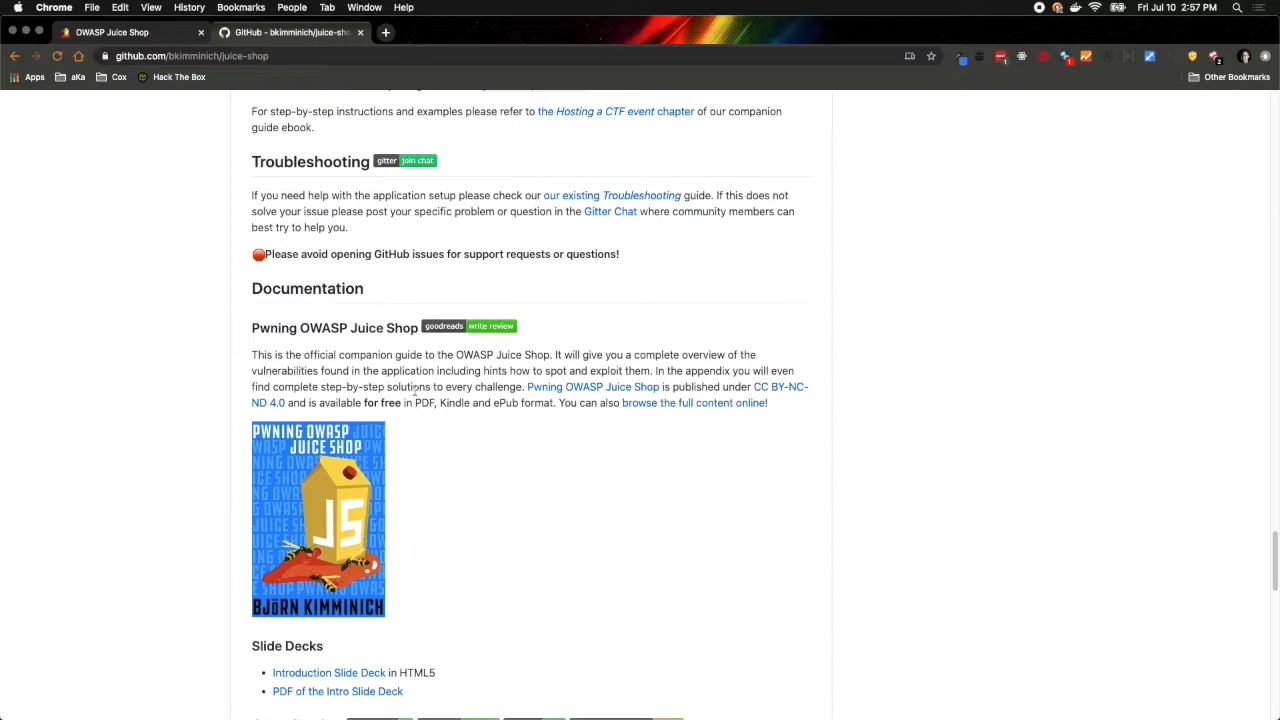 Chrome File Edit View History Bookmarks People Tab Window Help Fri Jul 10 2:57 PM
OWASP Juice Shop GitHub - bkimminich/juice-sho
github.com/bkimminich/juice-shop
Apps aKa Cox Hack The Box Other Bookmarks
For step-by-step instructions and examples please refer to the Hosting a CTF event chapter of our companion
guide ebook.
Troubleshooting gitter join chat
If you need help with the application setup please check our our existing Troubleshooting guide. If this does not
solve your issue please post your specific problem or question in the Gitter Chat where community members can
best try to help you.
Please avoid opening GitHub issues for support requests or questions!
Documentation
Pwning OWASP Juice Shop goodreads write review
This is the official companion guide to the OWASP Juice Shop. It will give you a complete overview of the
vulnerabilities found in the application including hints how to spot and exploit them. In the appendix you will even
find complete step-by-step solutions to every challenge. Pwning OWASP Juice Shop is published under CC BY-NC-
ND 4.0 and is available for free in PDF, Kindle and ePub format. You can also browse the full content online!
PWNING OWASP
JUICE SHOP
JS
BJÖRN KIMMINICH
Slide Decks
• Introduction Slide Deck in HTML5
• PDF of the Intro Slide Deck